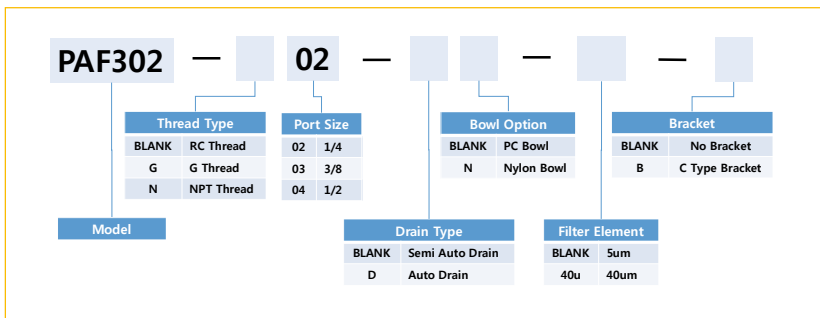 PAF302 — 02 — — —
Thread Type
BLANK RC Thread
G G Thread
N NPT Thread
Port Size
02 1/4
03 3/8
04 1/2
Bowl Option
BLANK PC Bowl
N Nylon Bowl
Bracket
BLANK No Bracket
B C Type Bracket
Model
Drain Type
BLANK Semi Auto Drain
D Auto Drain
Filter Element
BLANK 5um
40u 40um